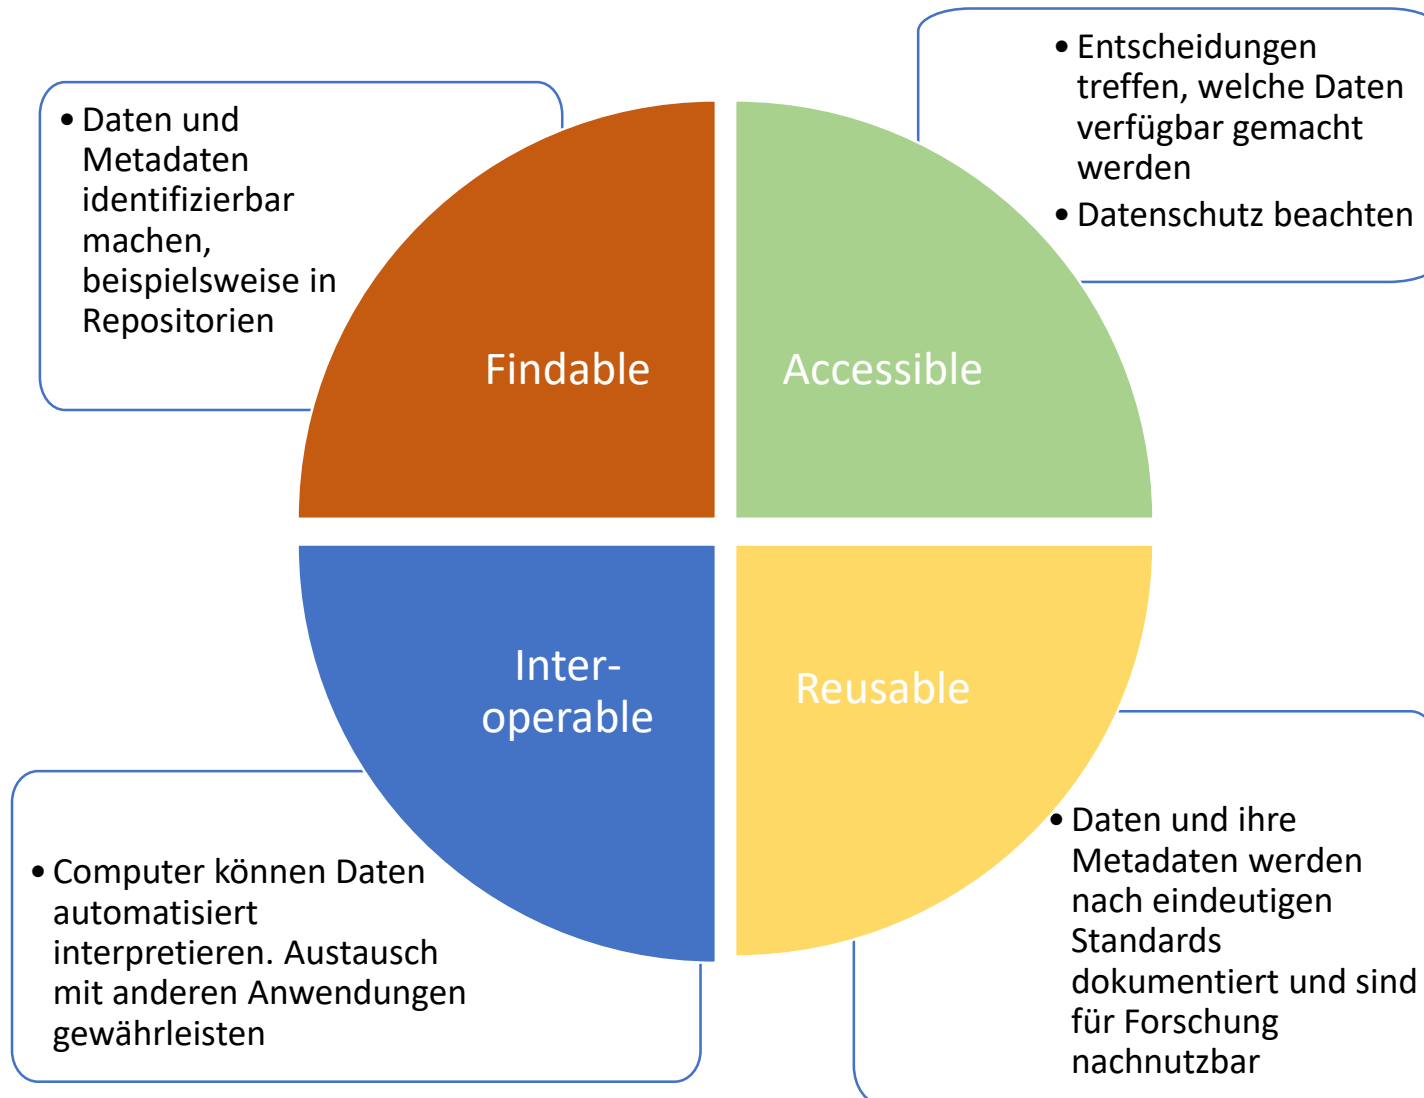 • Daten und
Metadaten
identifizierbar
machen,
beispielsweise in
Repositorien
• Entscheidungen
treffen, welche Daten
verfügbar gemacht
werden
• Datenschutz beachten
Findable
Accessible
Inter-
operable
Reusable
• Computer können Daten
automatisiert
interpretieren. Austausch
mit anderen Anwendungen
gewährleisten
• Daten und ihre
Metadaten werden
nach eindeutigen
Standards
dokumentiert und sind
für Forschung
nachnutzbar